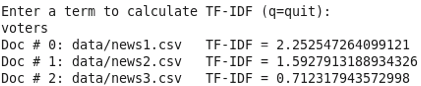 Enter a term to calculate TF-IDF (q=quit):
voters
Doc # 0: data/news1.csv   TF-IDF = 2.252547264099121
Doc # 1: data/news2.csv   TF-IDF = 1.5927913188934326
Doc # 2: data/news3.csv   TF-IDF = 0.712317943572998